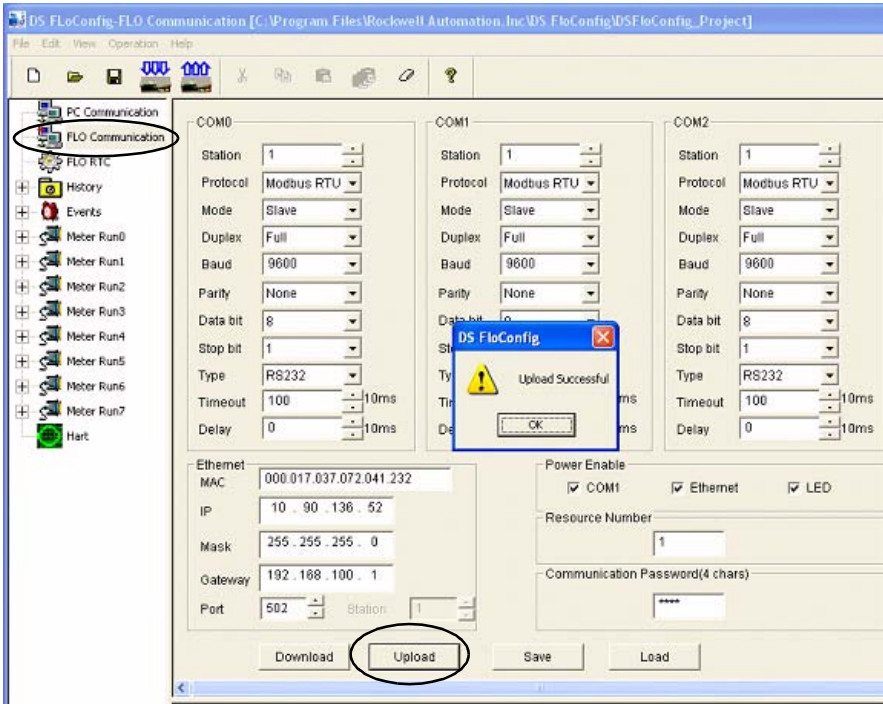 DS FLoConfig-FLO Communication [C:\Program Files\Rockwell Automation.Inc\DS FloConfig\DSFloConfig_Project]
File Edit View Operation Help
PC Communication
FLO Communication
FLO RTC
History
Events
Meter Run0
Meter Run1
Meter Run2
Meter Run3
Meter Run4
Meter Run5
Meter Run6
Meter Run7
Hart
COM0
Station 1
Protocol Modbus RTU
Mode Slave
Duplex Full
Baud 9600
Parity None
Data bit 8
Stop bit 1
Type RS232
Timeout 100 10ms
Delay 0 10ms
COM1
Station 1
Protocol Modbus RTU
Mode Slave
Duplex Full
Baud 9600
Parity None
Data bit
DS FloConfig
Upload Successful
OK
COM2
Station 1
Protocol Modbus RTU
Mode Slave
Duplex Full
Baud 9600
Parity None
Data bit 8
Stop bit 1
Type RS232
Timeout 100 10ms
Delay 0 10ms
Ethernet
MAC 000.017.037.072.041.232
IP 10 . 90 .136 . 52
Mask 255 . 255 . 255 . 0
Gateway 192 . 168 . 100 . 1
Port 502 Station 1
Power Enable
COM1 Ethernet LED
Resource Number
1
Communication Password(4 chars)
****
Download Upload Save Load